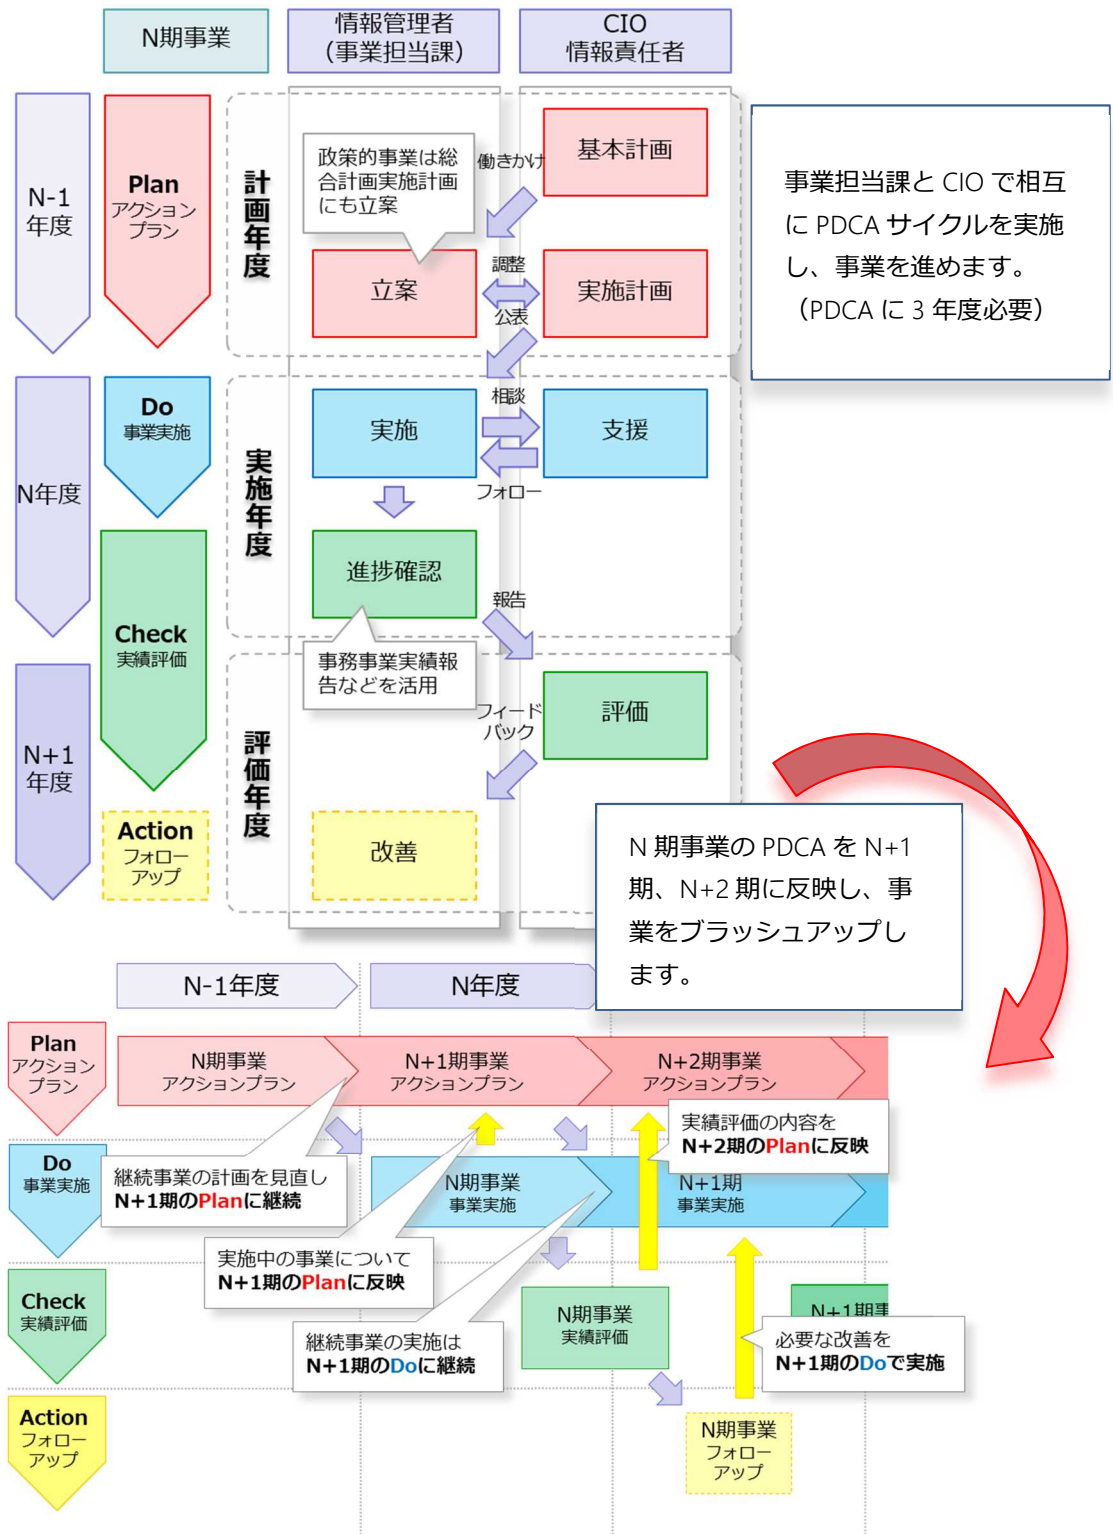 N期事業
情報管理者
（事業担当課）
CIO
情報責任者
N-1
年度
Plan
アクション
プラン
計画年度
政策的事業は総
合計画実施計画
にも立案
働きかけ
基本計画
立案
調整
公表
実施計画
事業担当課と CIO で相互
に PDCA サイクルを実施
し、事業を進めます。
（PDCA に 3 年度必要）
N年度
Do
事業実施
実施年度
実施
相談
フォロー
支援
進捗確認
報告
Check
実績評価
事務事業実績報
告などを活用
N+1
年度
評価年度
フィード
バック
評価
Action
フォロー
アップ
改善
N 期事業の PDCA を N+1
期、N+2 期に反映し、事
業をブラッシュアップし
ます。
N-1年度
N年度
Plan
アクション
プラン
N期事業
アクションプラン
N+1期事業
アクションプラン
N+2期事業
アクションプラン
実績評価の内容を
N+2期のPlanに反映
Do
事業実施
継続事業の計画を見直し
N+1期のPlanに継続
N期事業
事業実施
N+1期
事業実施
実施中の事業について
N+1期のPlanに反映
Check
実績評価
継続事業の実施は
N+1期のDoに継続
N期事業
実績評価
N+1期事
必要な改善を
N+1期のDoで実施
Action
フォロー
アップ
N期事業
フォロー
アップ